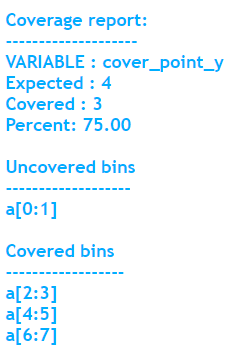 Coverage report:
--------------------
VARIABLE : cover_point_y
Expected : 4
Covered : 3
Percent: 75.00
Uncovered bins
-------------------
a[0:1]
Covered bins
------------------
a[2:3]
a[4:5]
a[6:7]